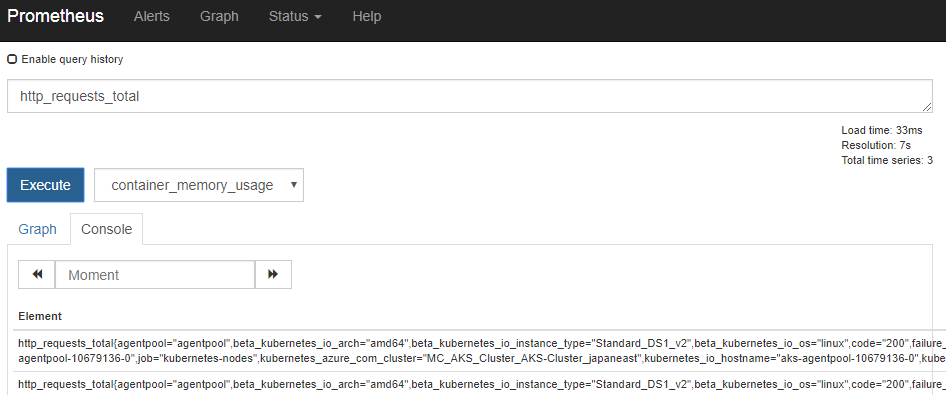 Prometheus Alerts Graph Status Help
Enable query history
http_requests_total
Load time: 33ms
Resolution: 7s
Total time series: 3
Execute container_memory_usage
Graph Console
Moment
Element
http_requests_total{agentpool="agentpool",beta_kubernetes_io_arch="amd64",beta_kubernetes_io_instance_type="Standard_DS1_v2",beta_kubernetes_io_os="linux",code="200",failure_
agentpool-10679136-0",job="kubernetes-nodes",kubernetes_azure_com_cluster="MC_AKS_Cluster_AKS-Cluster_japaneast",kubernetes_io_hostname="aks-agentpool-10679136-0",kube
http_requests_total{agentpool="agentpool",beta_kubernetes_io_arch="amd64",beta_kubernetes_io_instance_type="Standard_DS1_v2",beta_kubernetes_io_os="linux",code="200",failure_